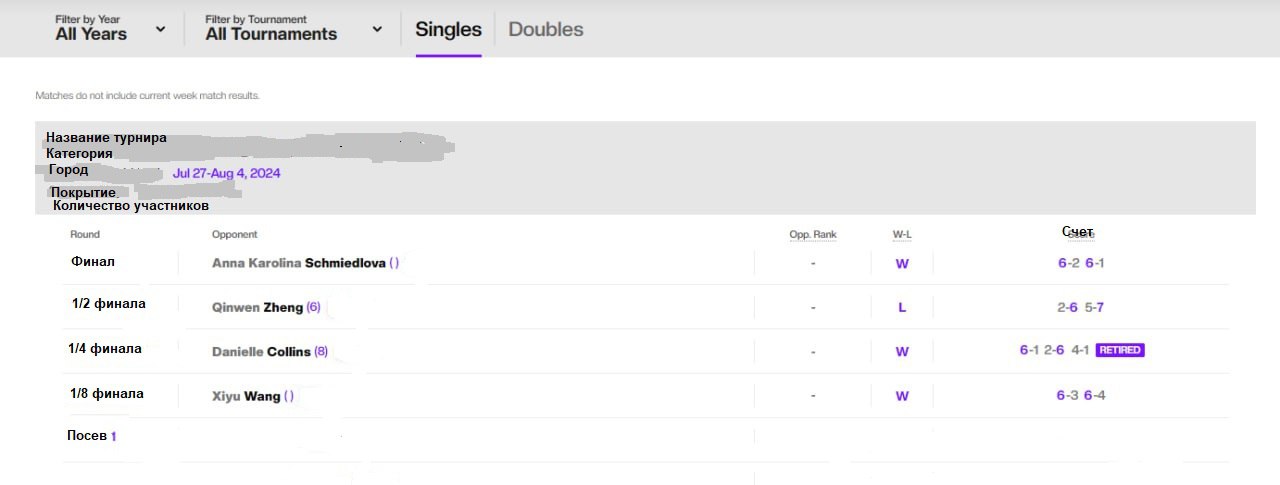 Filter by Year
All Years
Filter by Tournament
All Tournaments
Singles
Doubles
Matches do not include current week match results.
Название турнира
Категория
Город Jul 27-Aug 4, 2024
Покрытие
Количество участников
Round Opponent Opp. Rank W-L Счет
Финал Anna Karolina Schmiedlova ( ) - W 6-2 6-1
1/2 финала Qinwen Zheng (6) - L 2-6 5-7
1/4 финала Danielle Collins (8) - W 6-1 2-6 4-1 RETIRED
1/8 финала Xiyu Wang ( ) - W 6-3 6-4
Посев 1